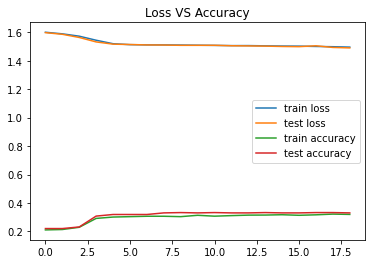 Loss VS Accuracy
1.6
1.4
1.2
1.0
0.8
0.6
0.4
0.2
train loss
test loss
train accuracy
test accuracy
0.0 2.5 5.0 7.5 10.0 12.5 15.0 17.5